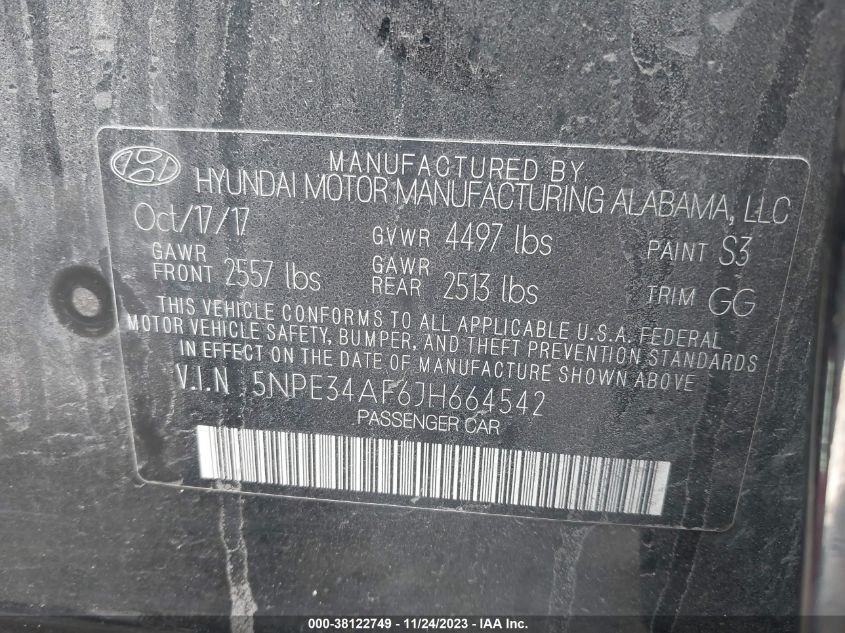 MANUFACTURED BY
HYUNDAI MOTOR MANUFACTURING ALABAMA, LLC
Oct/17/17 GVWR 4497 lbs PAINT S3
GAWR FRONT 2557 lbs GAWR REAR 2513 lbs TRIM GG
THIS VEHICLE CONFORMS TO ALL APPLICABLE U.S.A. FEDERAL
MOTOR VEHICLE SAFETY, BUMPER, AND THEFT PREVENTION STANDARDS
IN EFFECT ON THE DATE OF MANUFACTURE SHOWN ABOVE
V.I.N : 5NPE34AF6JH664542
PASSENGER CAR
000-38122749 - 11/24/2023 - IAA Inc.